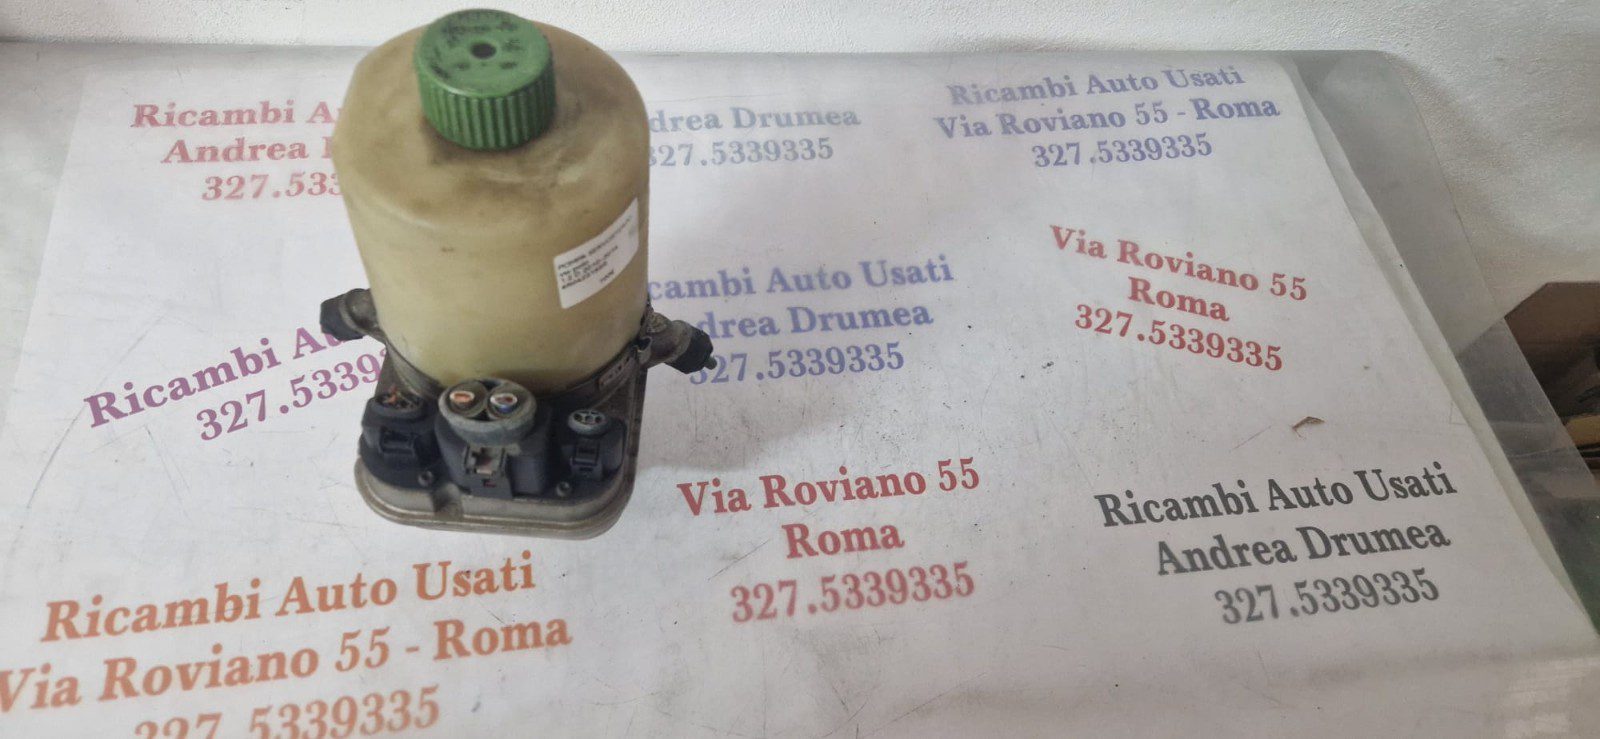 Ricambi A
Andrea
327.533
drea Drumea
327.5339335
Ricambi Auto Usati
Via Roviano 55 - Roma
327.5339335
cambi Auto Usati
drea Drumea
327.5339335
Via Roviano 55
Roma
327.5339335
Ricambi Au
327.5339
Via Roviano 55
Roma
327.5339335
Ricambi Auto Usati
Andrea Drumea
327.5339335
Ricambi Auto Usati
Via Roviano 55 - Roma
327.5339335